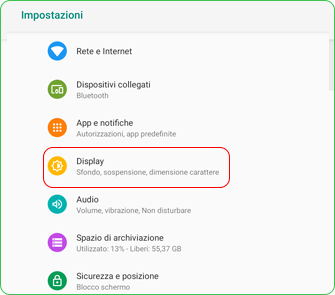 Impostazioni
Rete e Internet
Dispositivi collegati
Bluetooth
App e notifiche
Autorizzazioni, app predefinite
Display
Sfondo, sospensione, dimensione carattere
Audio
Volume, vibrazione, Non disturbare
Spazio di archiviazione
Utilizzato: 13% - Liberi: 55,37 GB
Sicurezza e posizione
Blocco schermo